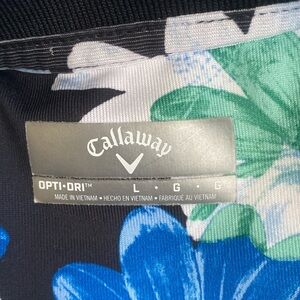 Callaway
OPTI•DRI™ L • G • G
MADE IN VIETNAM • HECHO EN VIETNAM • FABRIQUÉ AU VIETNAM